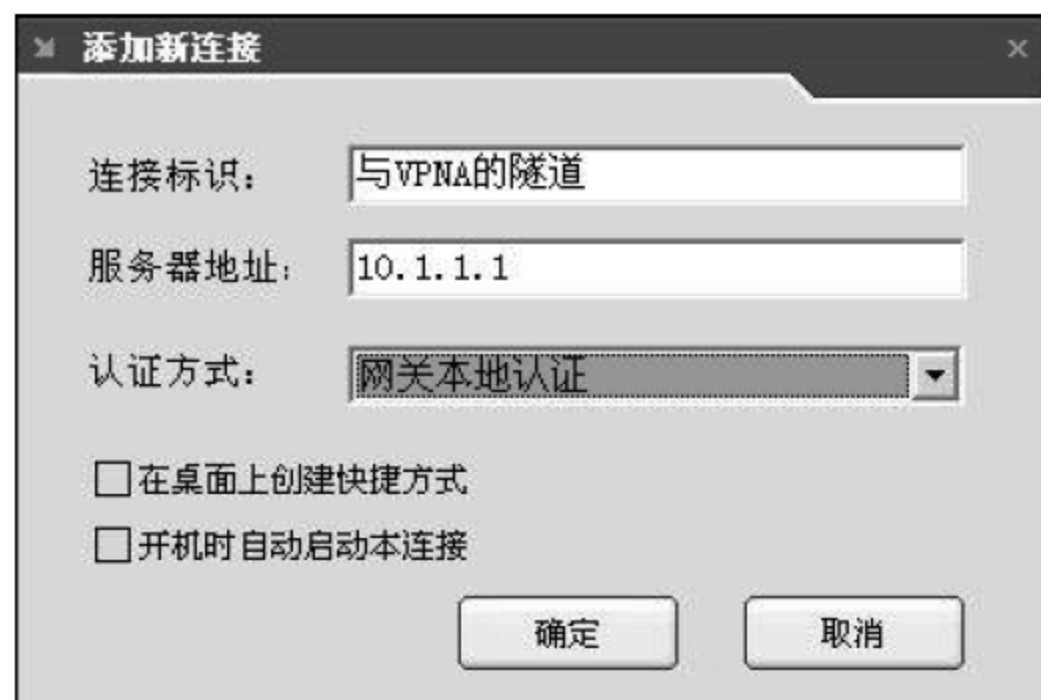 添加新连接
连接标识： 与VPNA的隧道
服务器地址： 10.1.1.1
认证方式： 网关本地认证
在桌面上创建快捷方式
开机时自动启动本连接
确定 取消